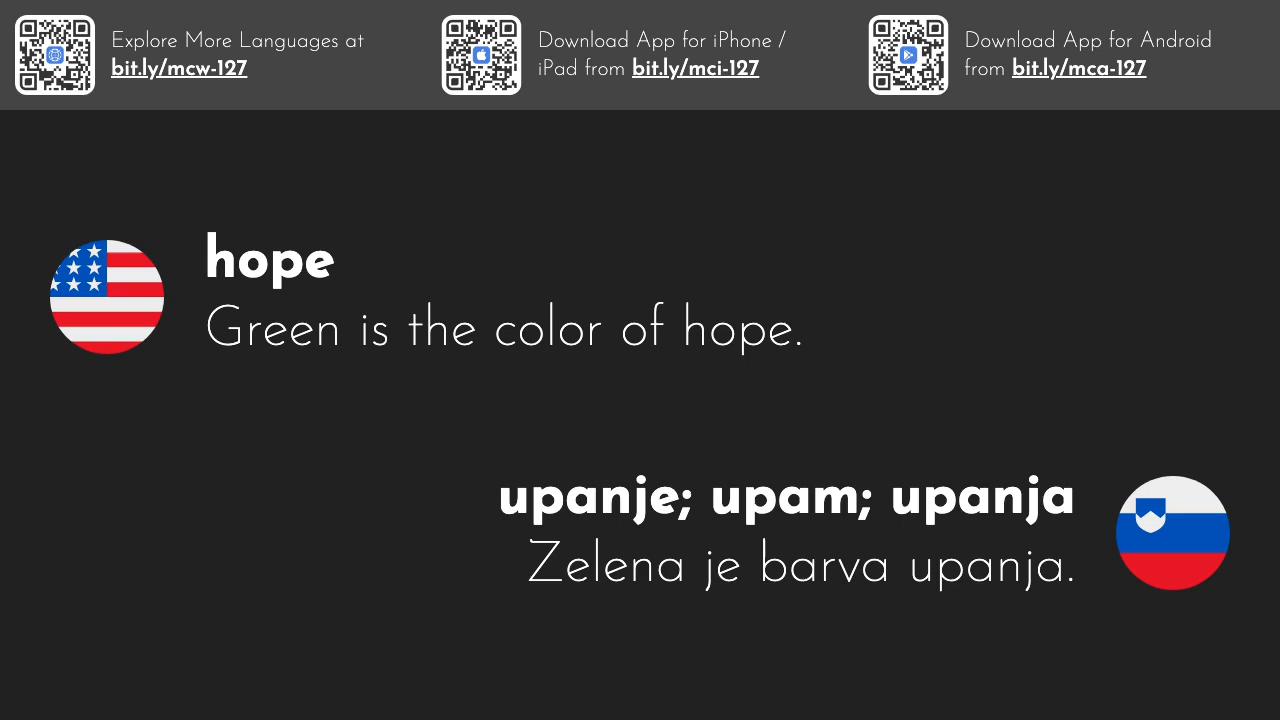 Explore More Languages at
bit.ly/mcw-127
Download App for iPhone /
iPad from bit.ly/mci-127
Download App for Android
from bit.ly/mca-127
hope
Green is the color of hope.
upanje; upam; upanja
Zelena je barva upanja.